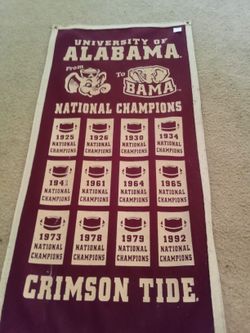 UNIVERSITY OF
ALABAMA
From To
BAMA
NATIONAL CHAMPIONS
1925 1926 1930 1934
NATIONAL NATIONAL NATIONAL NATIONAL
CHAMPIONS CHAMPIONS CHAMPIONS CHAMPIONS
1941 1961 1964 1965
NATIONAL NATIONAL NATIONAL NATIONAL
CHAMPIONS CHAMPIONS CHAMPIONS CHAMPIONS
1973 1978 1979 1992
NATIONAL NATIONAL NATIONAL NATIONAL
CHAMPIONS CHAMPIONS CHAMPIONS CHAMPIONS
CRIMSON TIDE